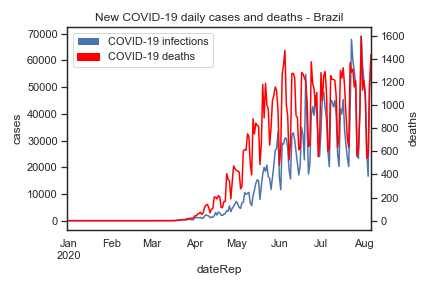 New COVID-19 daily cases and deaths - Brazil
COVID-19 infections
COVID-19 deaths
70000
60000
50000
40000
30000
20000
10000
0
cases
1600
1400
1200
1000
800
600
400
200
0
deaths
Jan Feb Mar Apr May Jun Jul Aug
2020
dateRep